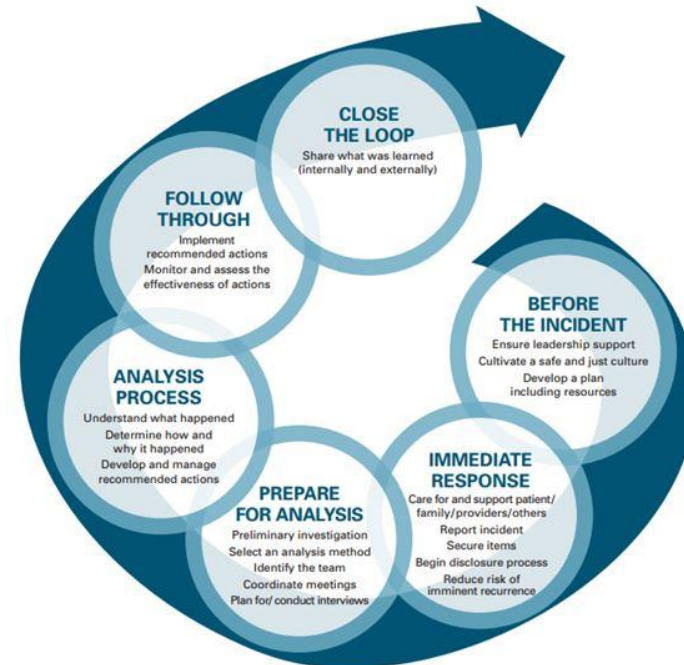 BEFORE
THE INCIDENT
Ensure leadership support
Cultivate a safe and just culture
Develop a plan
including resources
IMMEDIATE
RESPONSE
Care for and support patient/
family/providers/others
Report incident
Secure items
Begin disclosure process
Reduce risk of
imminent recurrence
PREPARE
FOR ANALYSIS
Preliminary investigation
Select an analysis method
Identify the team
Coordinate meetings
Plan for/ conduct interviews
ANALYSIS
PROCESS
Understand what happened
Determine how and
why it happened
Develop and manage
recommended actions
FOLLOW
THROUGH
Implement
recommended actions
Monitor and assess the
effectiveness of actions
CLOSE
THE LOOP
Share what was learned
(internally and externally)